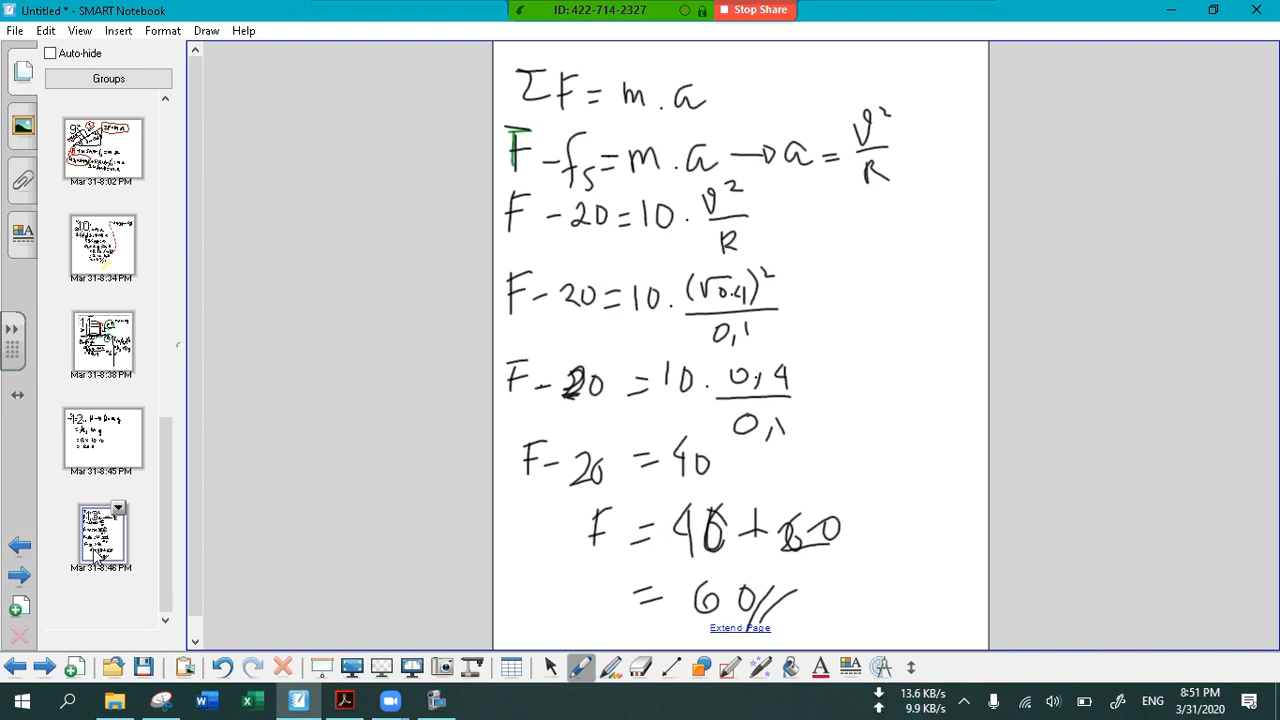 Untitled * - SMART Notebook
ID: 422-714-2327
Stop Share
File Edit View Insert Format Draw Help
Auto-hide
Groups
Mar 31-8:02 PM
Mar 31-8:34 PM
Mar 31-8:38 PM
Mar 31-8:45 PM
Mar 31-8:46 PM
ΣF = m . a
F - fs = m . a → a = v²/R
F - 20 = 10 . v²/R
F - 20 = 10 . (√0.4)²/0,1
F - 20 = 10 . 0,4/0,1
F - 20 = 40
F = 40 + 20
= 60//
Extend Page
13.6 KB/s
9.9 KB/s
ENG
8:51 PM
3/31/2020